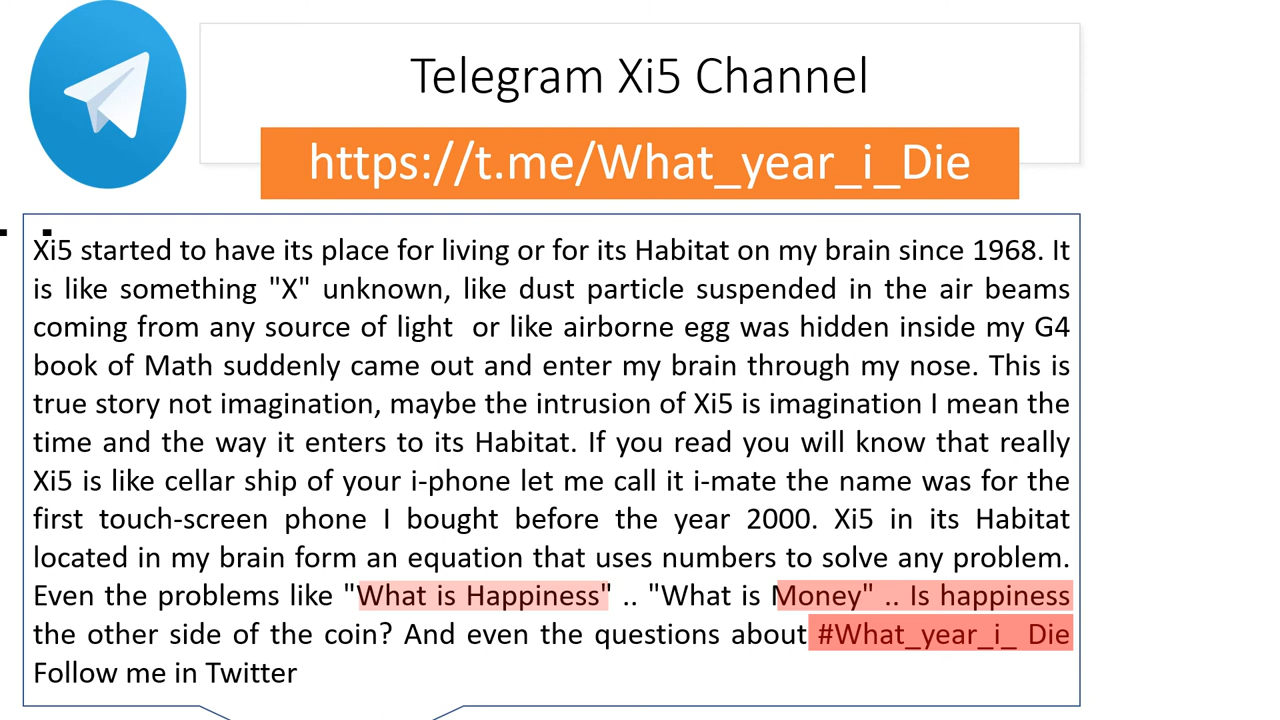 Telegram Xi5 Channel
https://t.me/What_year_i_Die
Xi5 started to have its place for living or for its Habitat on my brain since 1968. It
is like something "X" unknown, like dust particle suspended in the air beams
coming from any source of light or like airborne egg was hidden inside my G4
book of Math suddenly came out and enter my brain through my nose. This is
true story not imagination, maybe the intrusion of Xi5 is imagination I mean the
time and the way it enters to its Habitat. If you read you will know that really
Xi5 is like cellar ship of your i-phone let me call it i-mate the name was for the
first touch-screen phone I bought before the year 2000. Xi5 in its Habitat
located in my brain form an equation that uses numbers to solve any problem.
Even the problems like "What is Happiness" .. "What is Money" .. Is happiness
the other side of the coin? And even the questions about #What_year_i_ Die
Follow me in Twitter